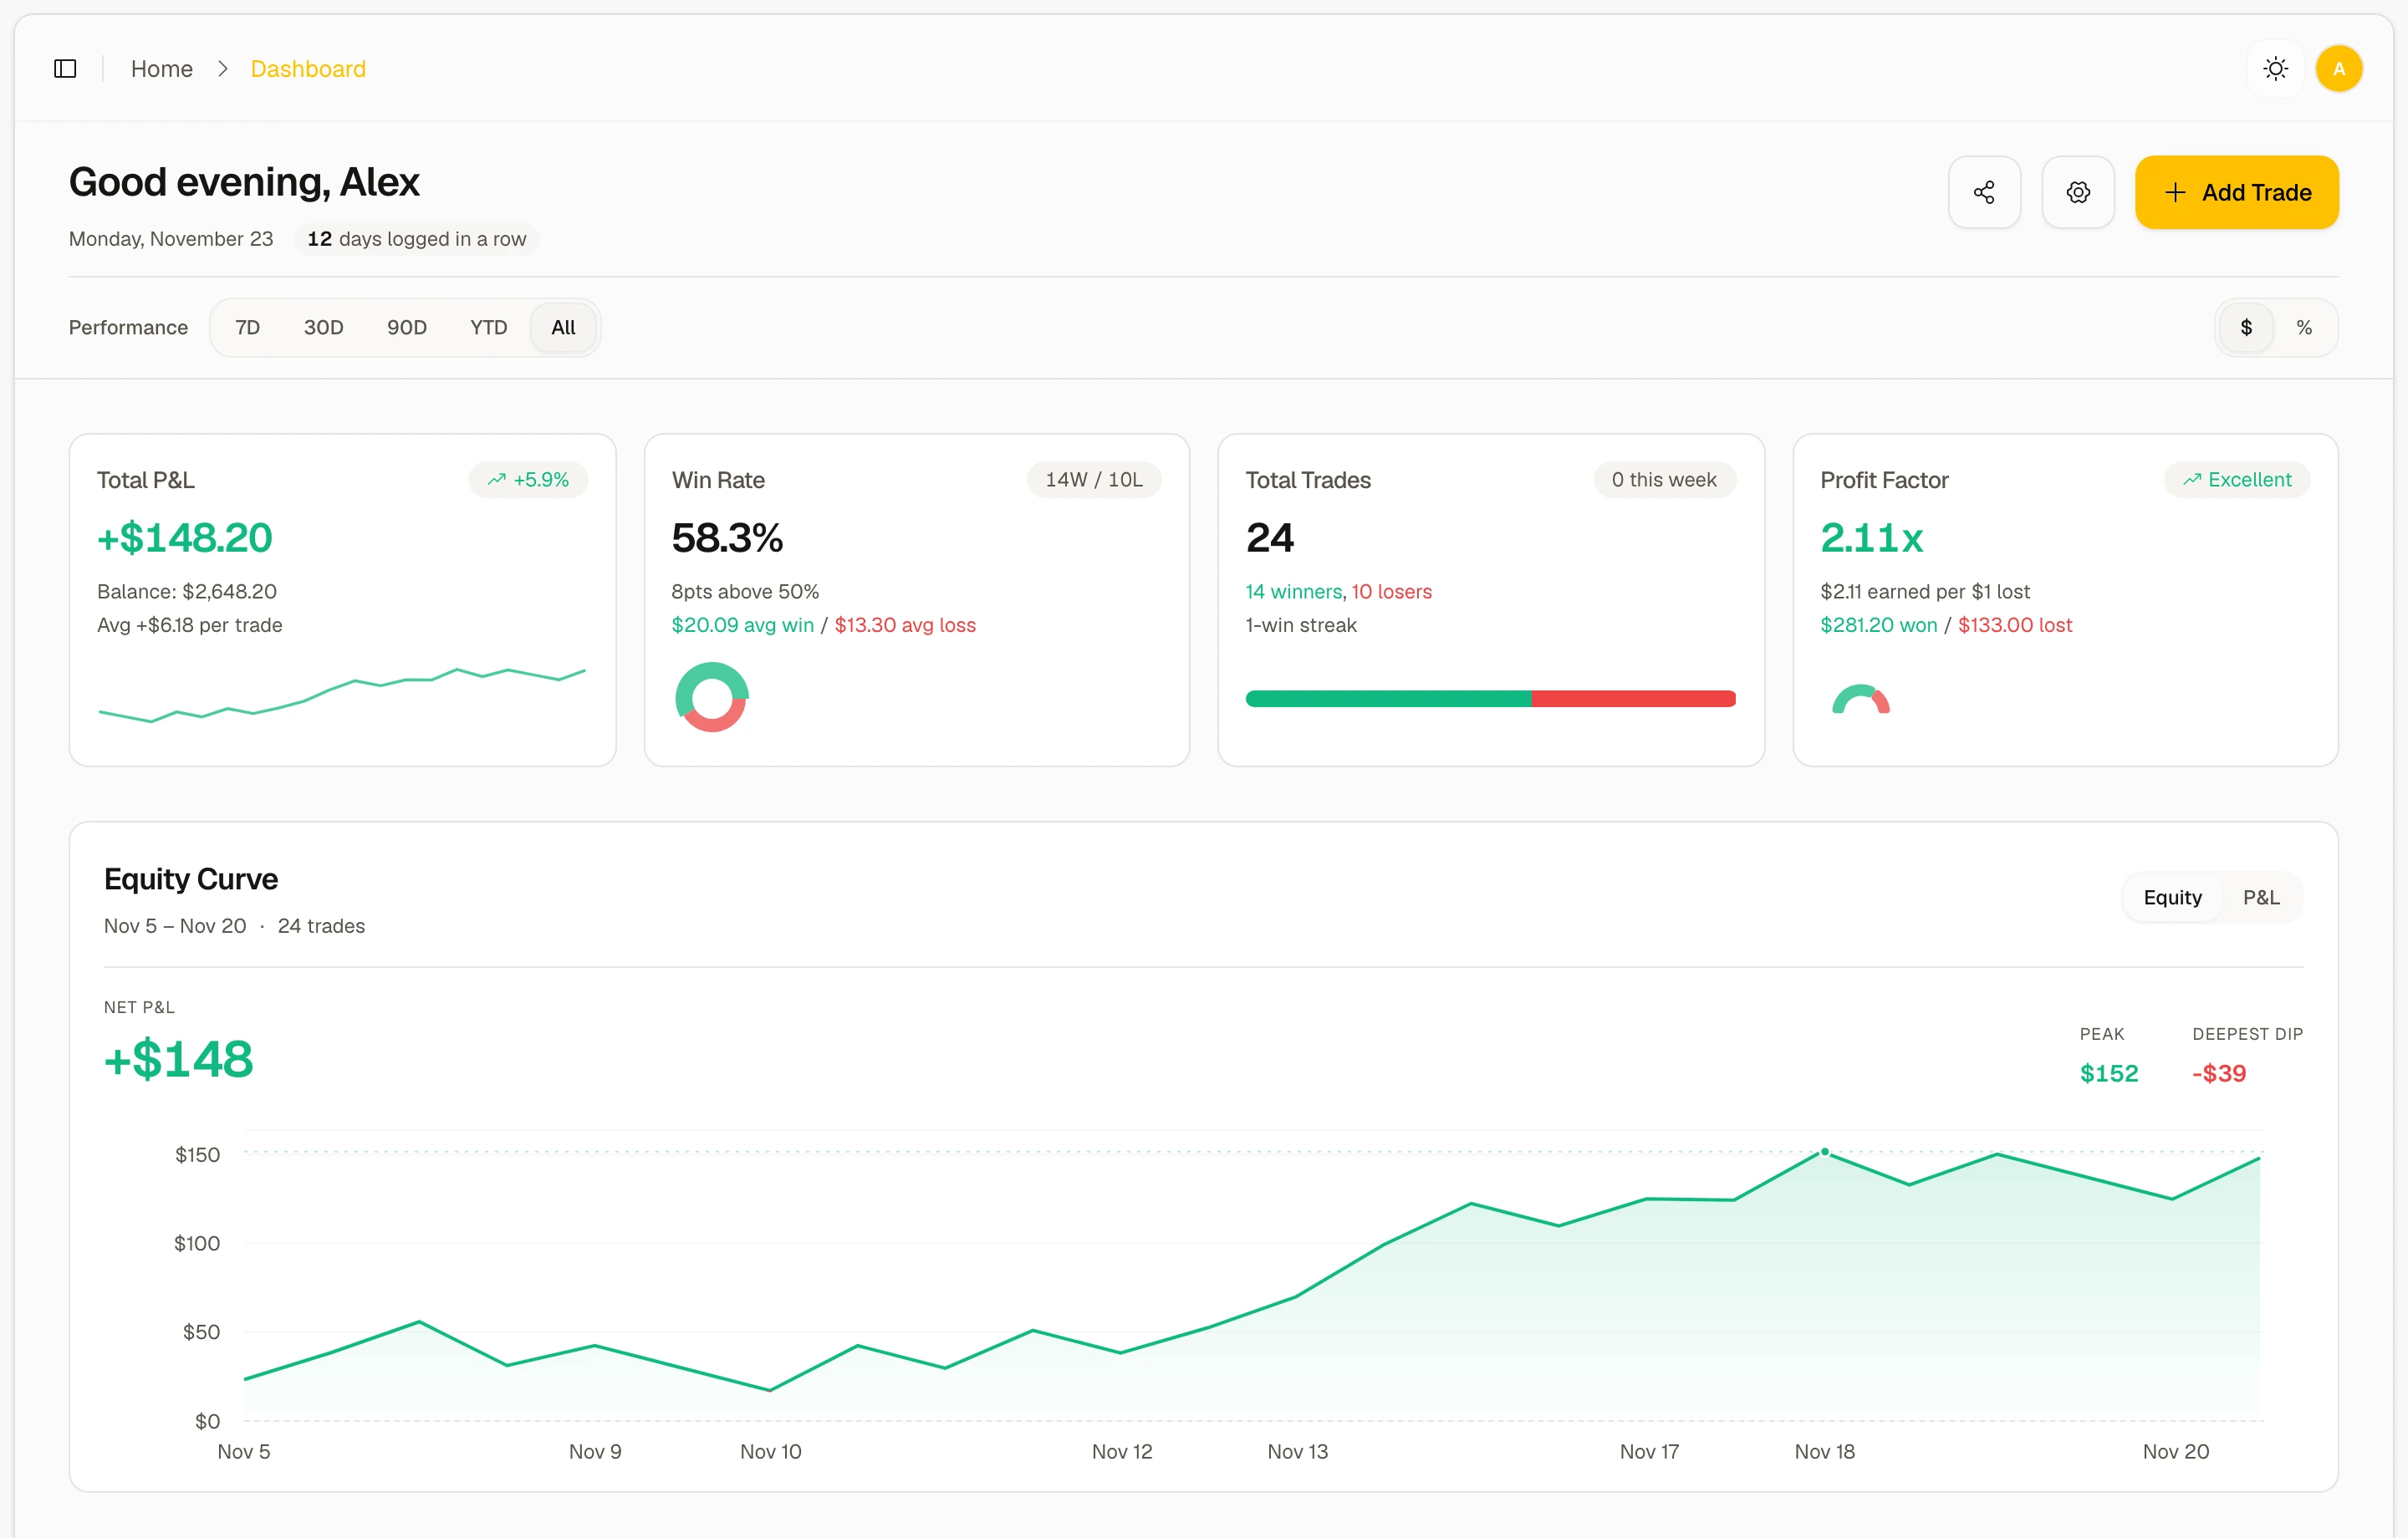 Home > Dashboard
A
Good evening, Alex
Monday, November 23 12 days logged in a row
+ Add Trade
Performance 7D 30D 90D YTD All
$ %
Total P&L +5.9%
+$148.20
Balance: $2,648.20
Avg +$6.18 per trade
Win Rate 14W / 10L
58.3%
8pts above 50%
$20.09 avg win / $13.30 avg loss
Total Trades 0 this week
24
14 winners, 10 losers
1-win streak
Profit Factor Excellent
2.11x
$2.11 earned per $1 lost
$281.20 won / $133.00 lost
Equity Curve
Nov 5 – Nov 20 · 24 trades
Equity P&L
NET P&L
+$148
PEAK
$152
DEEPEST DIP
-$39
$150
$100
$50
$0
Nov 5 Nov 9 Nov 10 Nov 12 Nov 13 Nov 17 Nov 18 Nov 20